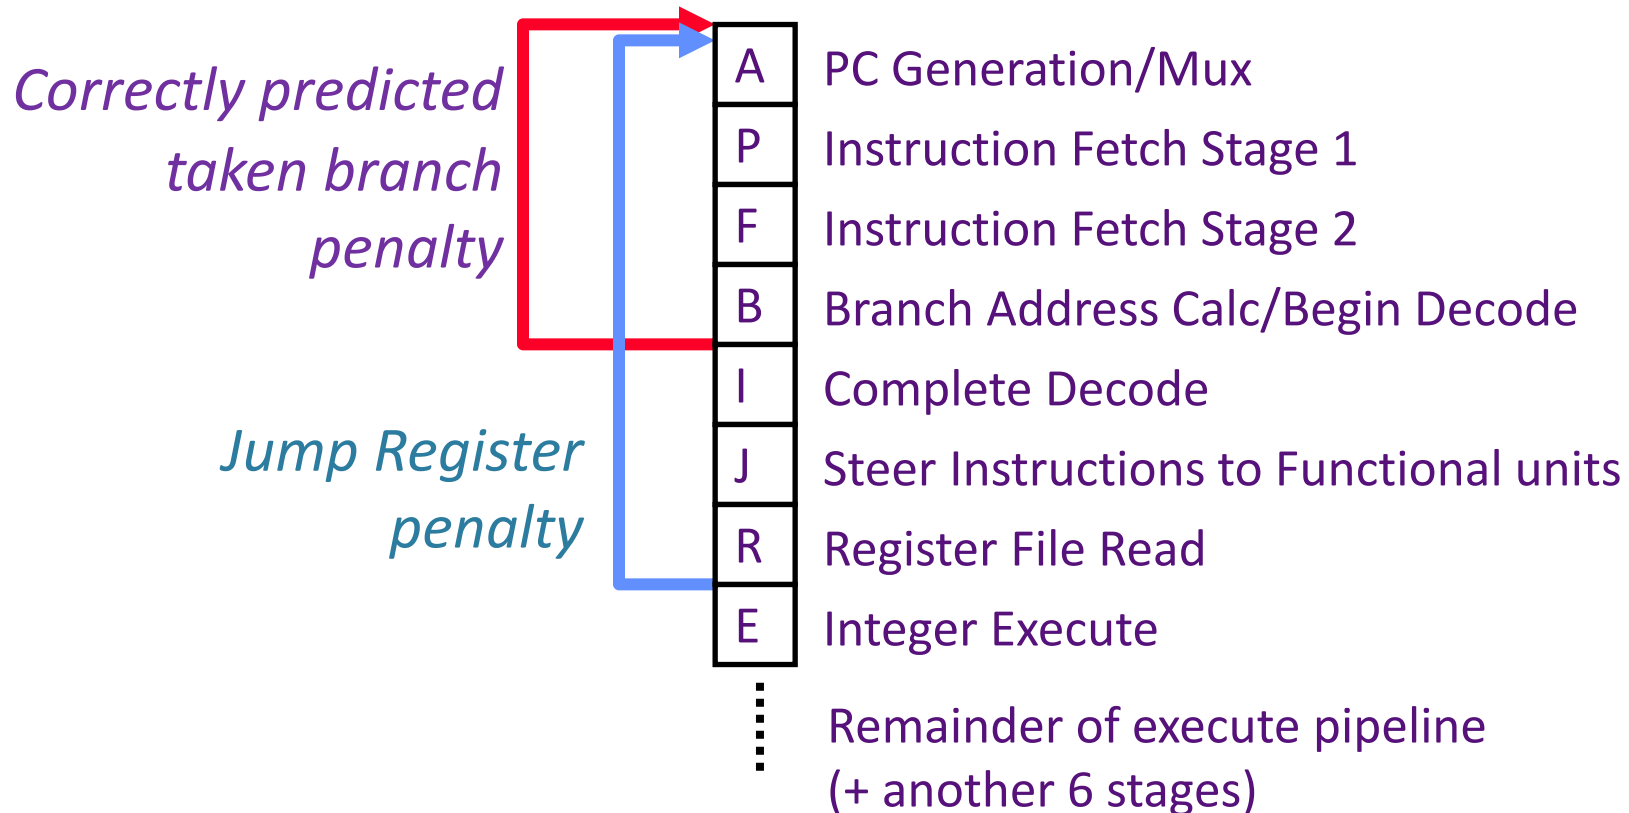 Correctly predicted
taken branch
penalty
Jump Register
penalty
A PC Generation/Mux
P Instruction Fetch Stage 1
F Instruction Fetch Stage 2
B Branch Address Calc/Begin Decode
I Complete Decode
J Steer Instructions to Functional units
R Register File Read
E Integer Execute
Remainder of execute pipeline
(+ another 6 stages)